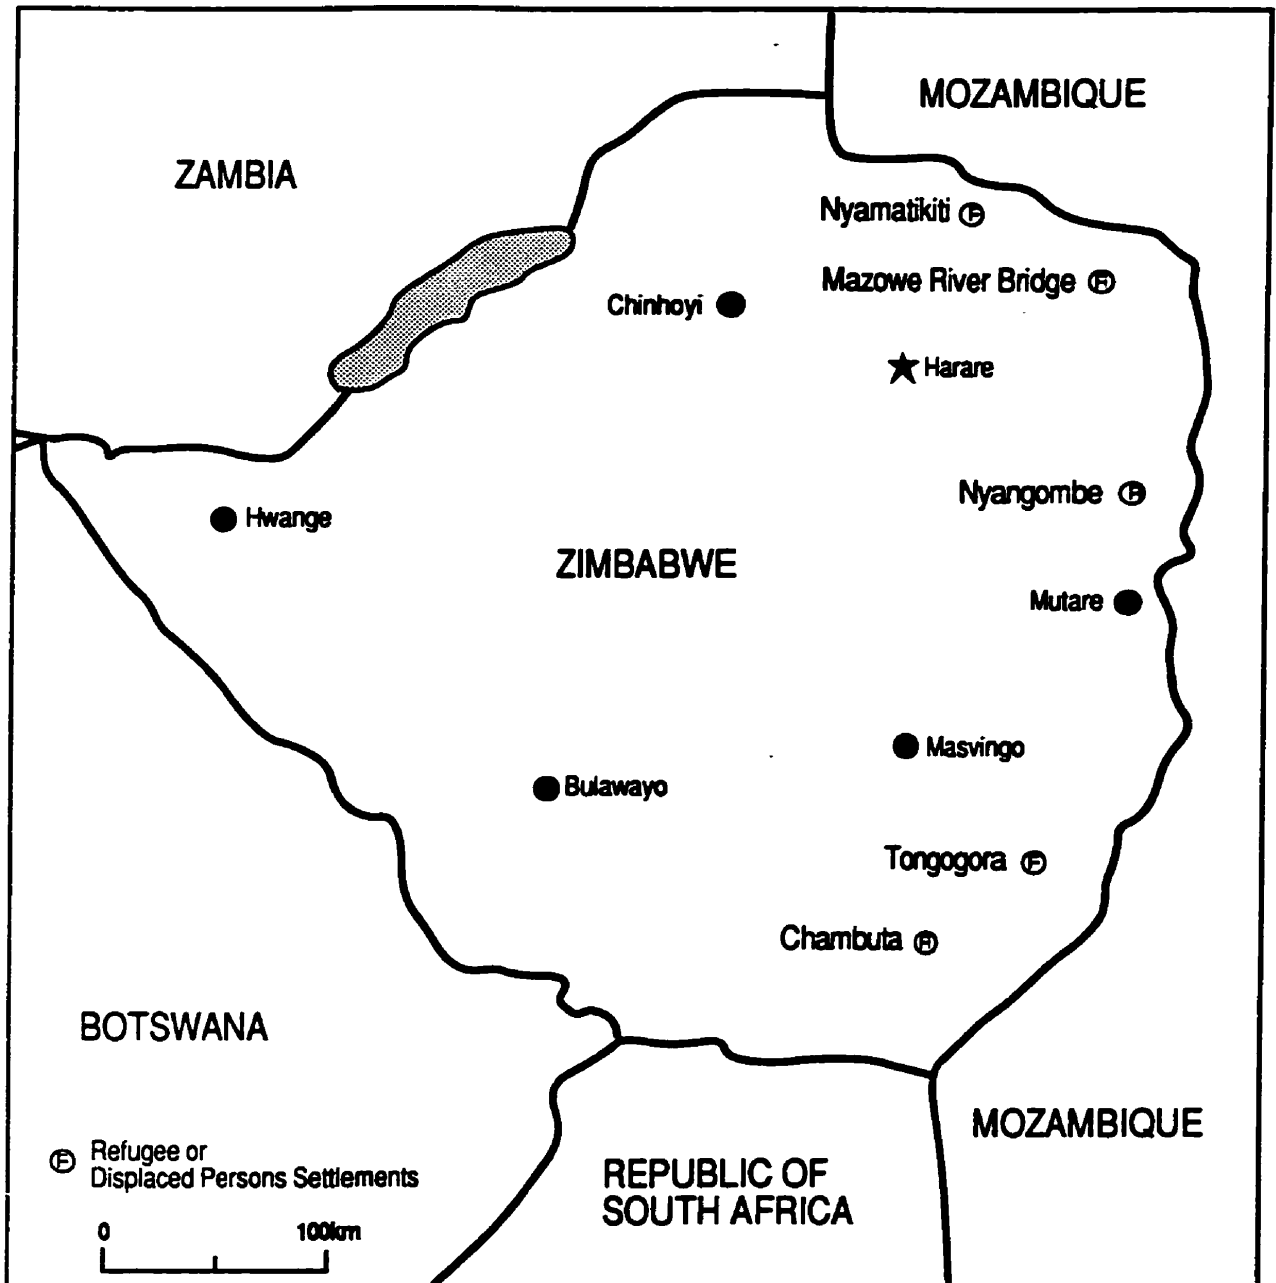 MOZAMBIQUE
ZAMBIA
Nyamatikiti
Mazowe River Bridge
Chinhoyi
Harare
Nyangombe
Hwange
ZIMBABWE
Mutare
Masvingo
Bulawayo
Tongogora
Chambuta
BOTSWANA
MOZAMBIQUE
Refugee or
Displaced Persons Settlements
REPUBLIC OF
SOUTH AFRICA
0 100km